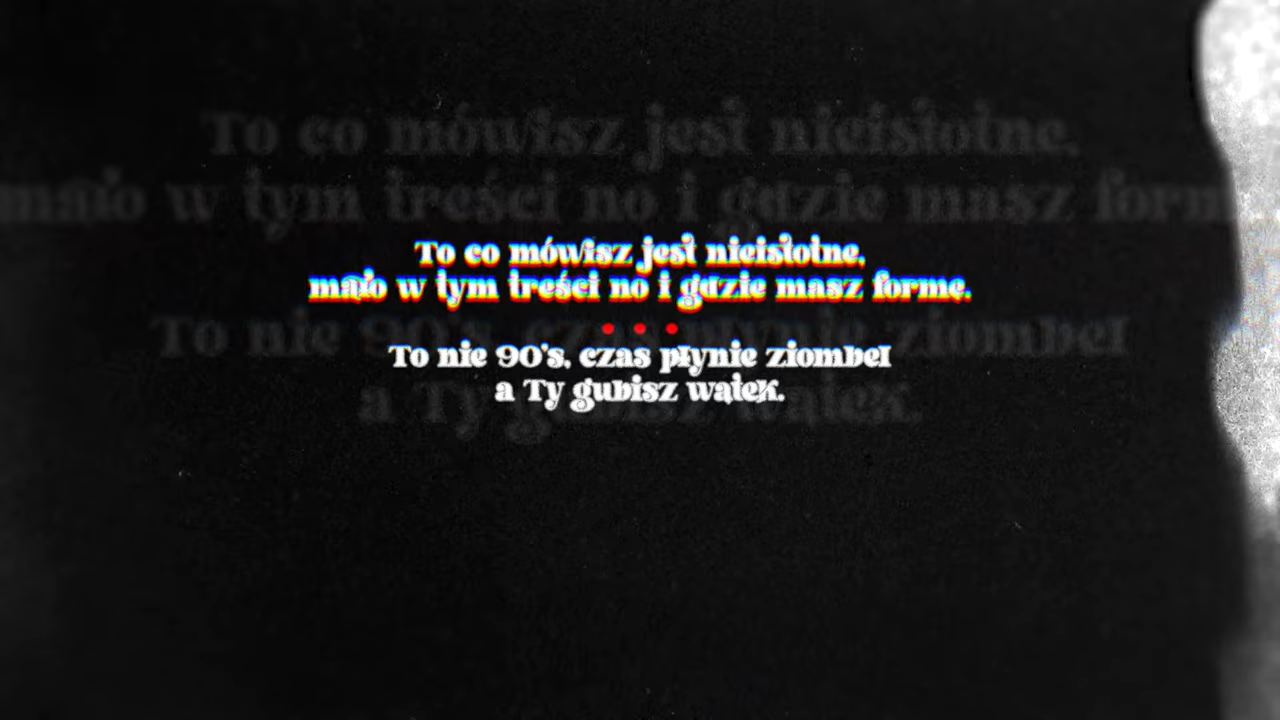 To co mówisz jest nieistotne,
mało w tym treści no i gdzie masz formę.
To nie 90's, czas płynie ziombel
a Ty gubisz wątek.